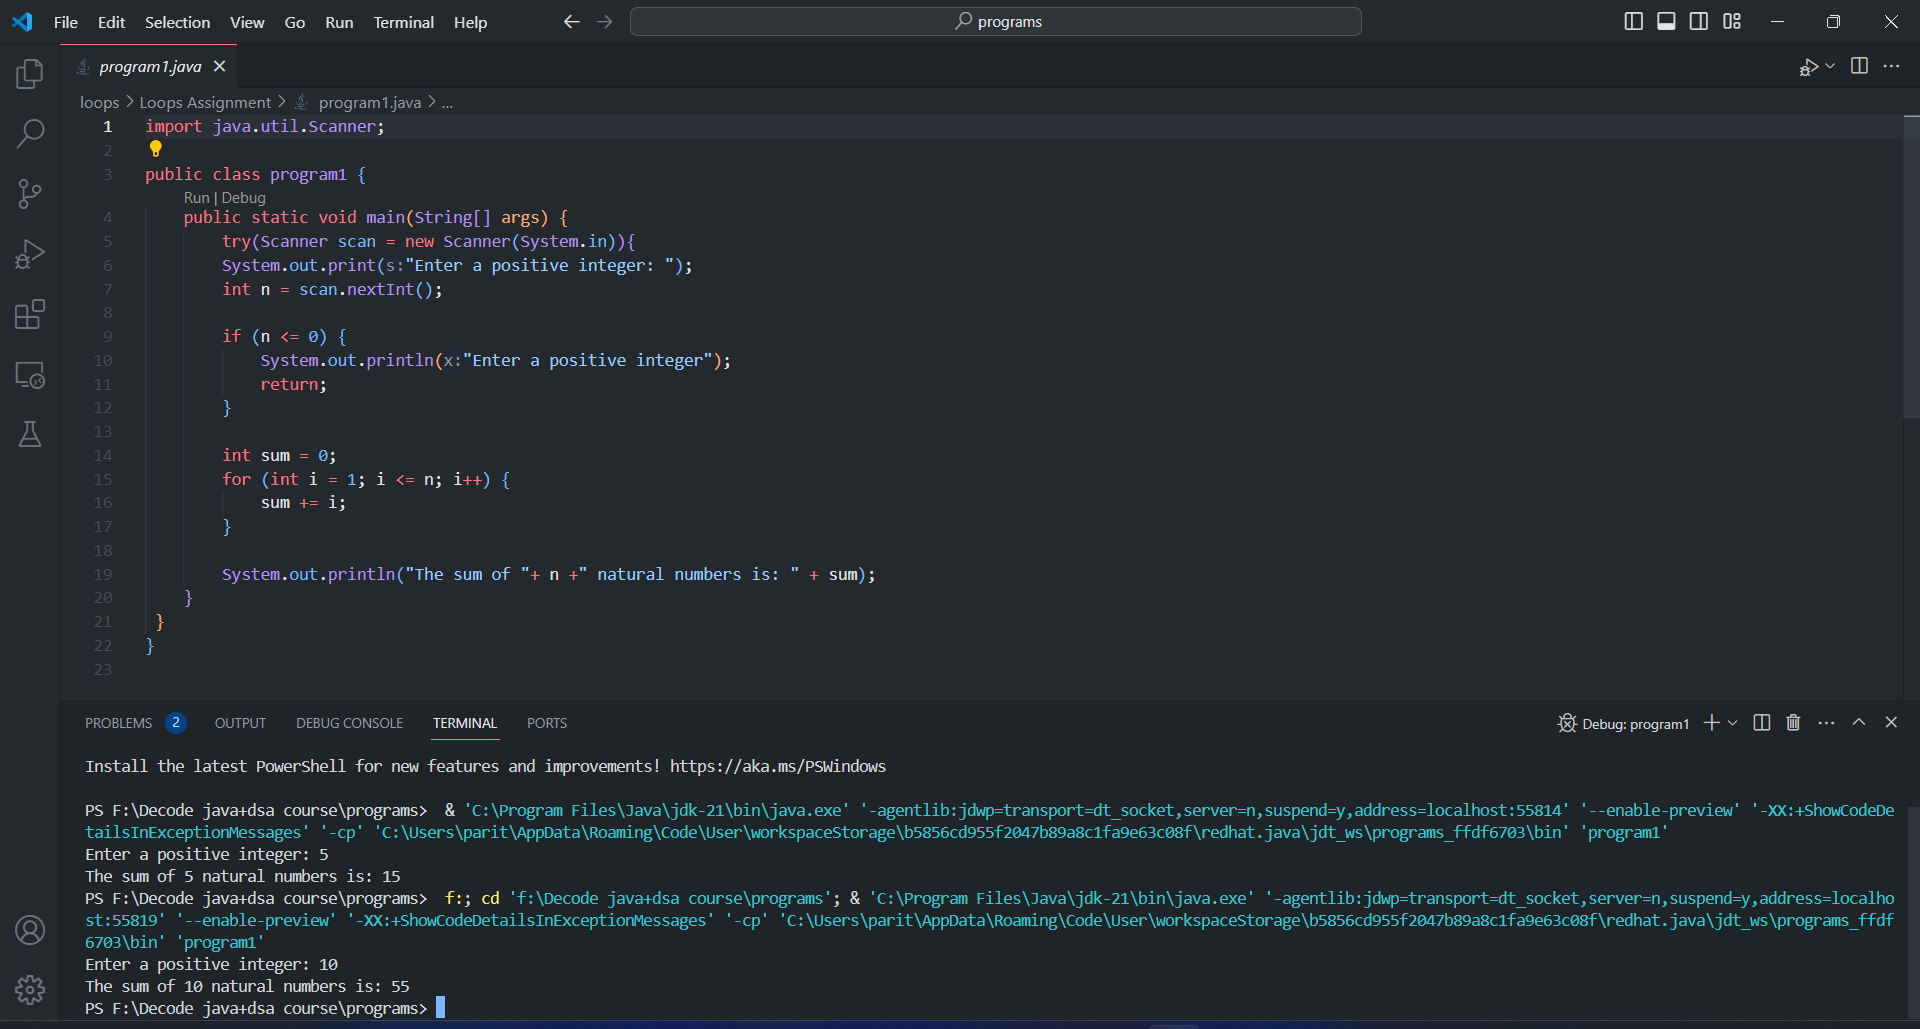 File Edit Selection View Go Run Terminal Help programs
program1.java
loops > Loops Assignment > program1.java > ...
1 import java.util.Scanner;
2
3 public class program1 {
Run | Debug
4 public static void main(String[] args) {
5 try(Scanner scan = new Scanner(System.in)){
6 System.out.print(s:"Enter a positive integer: ");
7 int n = scan.nextInt();
8
9 if (n <= 0) {
10 System.out.println(x:"Enter a positive integer");
11 return;
12 }
13
14 int sum = 0;
15 for (int i = 1; i <= n; i++) {
16 sum += i;
17 }
18
19 System.out.println("The sum of "+ n +" natural numbers is: " + sum);
20 }
21 }
22 }
23
PROBLEMS 2 OUTPUT DEBUG CONSOLE TERMINAL PORTS Debug: program1
Install the latest PowerShell for new features and improvements! https://aka.ms/PSWindows
PS F:\Decode java+dsa course\programs>  & 'C:\Program Files\Java\jdk-21\bin\java.exe' '-agentlib:jdwp=transport=dt_socket,server=n,suspend=y,address=localhost:55814' '--enable-preview' '-XX:+ShowCodeDe
tailsInExceptionMessages' '-cp' 'C:\Users\parit\AppData\Roaming\Code\User\workspaceStorage\b5856cd955f2047b89a8c1fa9e63c08f\redhat.java\jdt_ws\programs_ffdf6703\bin' 'program1'
Enter a positive integer: 5
The sum of 5 natural numbers is: 15
PS F:\Decode java+dsa course\programs>  f:; cd 'f:\Decode java+dsa course\programs'; & 'C:\Program Files\Java\jdk-21\bin\java.exe' '-agentlib:jdwp=transport=dt_socket,server=n,suspend=y,address=localho
st:55819' '--enable-preview' '-XX:+ShowCodeDetailsInExceptionMessages' '-cp' 'C:\Users\parit\AppData\Roaming\Code\User\workspaceStorage\b5856cd955f2047b89a8c1fa9e63c08f\redhat.java\jdt_ws\programs_ffdf
6703\bin' 'program1'
Enter a positive integer: 10
The sum of 10 natural numbers is: 55
PS F:\Decode java+dsa course\programs>